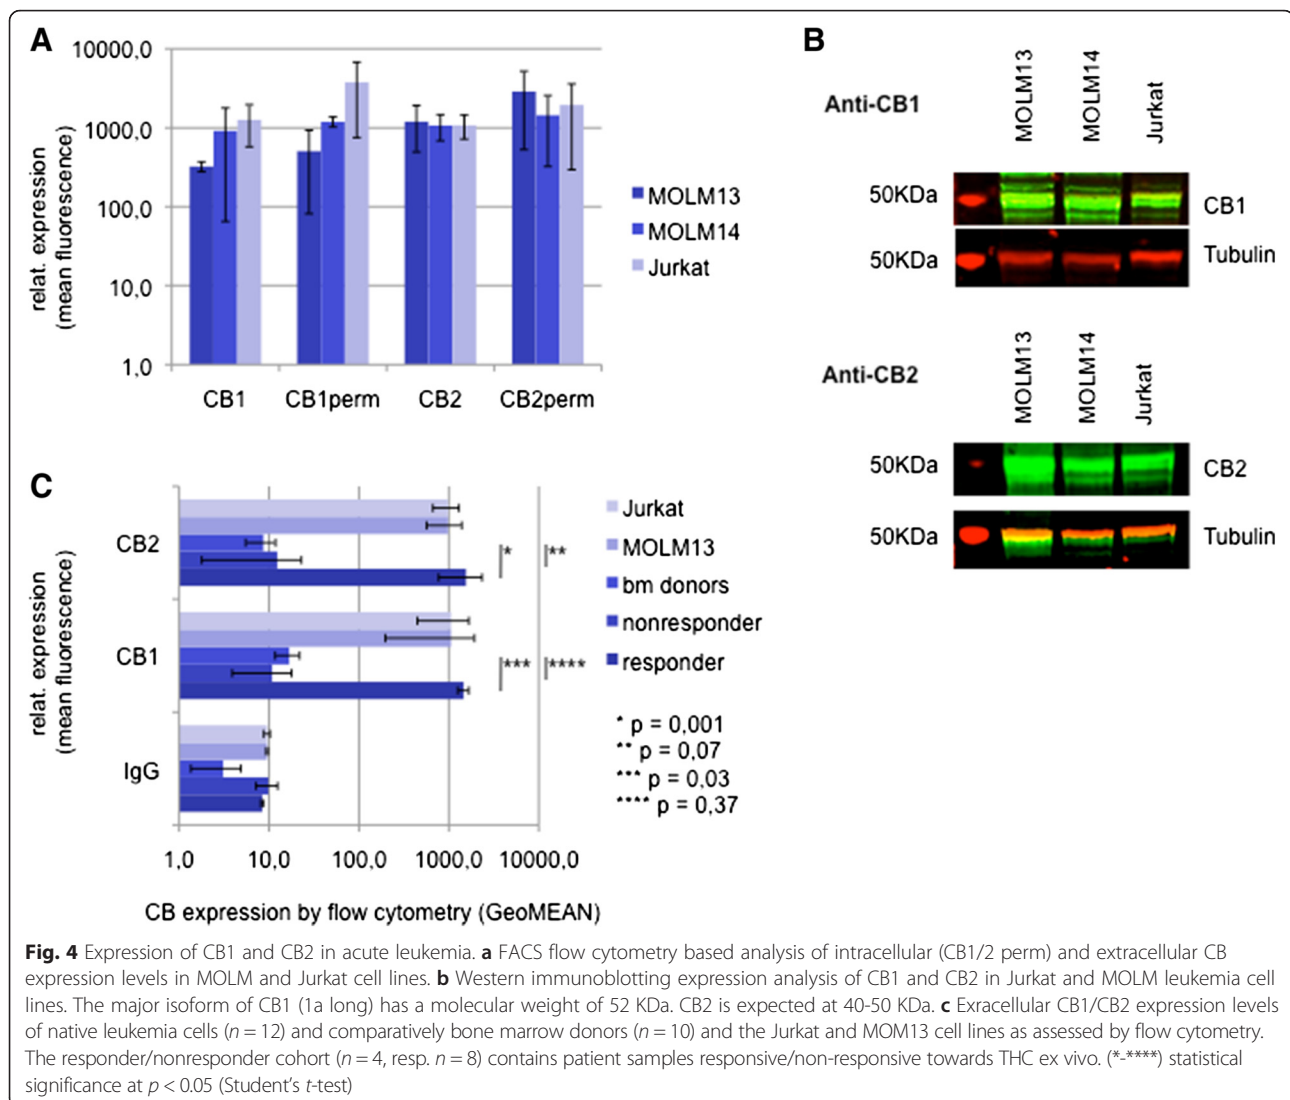 A
10000,0
1000,0
100,0
10,0
1,0
relat. expression
(mean fluorescence)
CB1
CB1perm
CB2
CB2perm
MOLM13
MOLM14
Jurkat
B
Anti-CB1
MOLM13
MOLM14
Jurkat
50KDa
CB1
50KDa
Tubulin
Anti-CB2
MOLM13
MOLM14
Jurkat
50KDa
CB2
50KDa
Tubulin
C
relat. expression
(mean fluorescence)
CB2
CB1
IgG
*
**
***
****
Jurkat
MOLM13
bm donors
nonresponder
responder
* p = 0,001
** p = 0,07
*** p = 0,03
**** p = 0,37
1,0
10,0
100,0
1000,0
10000,0
CB expression by flow cytometry (GeoMEAN)
Fig. 4 Expression of CB1 and CB2 in acute leukemia. a FACS flow cytometry based analysis of intracellular (CB1/2 perm) and extracellular CB
expression levels in MOLM and Jurkat cell lines. b Western immunoblotting expression analysis of CB1 and CB2 in Jurkat and MOLM leukemia cell
lines. The major isoform of CB1 (1a long) has a molecular weight of 52 KDa. CB2 is expected at 40-50 KDa. c Exracellular CB1/CB2 expression levels
of native leukemia cells (n = 12) and comparatively bone marrow donors (n = 10) and the Jurkat and MOM13 cell lines as assessed by flow cytometry.
The responder/nonresponder cohort (n = 4, resp. n = 8) contains patient samples responsive/non-responsive towards THC ex vivo. (*-****) statistical
significance at p < 0.05 (Student's t-test)